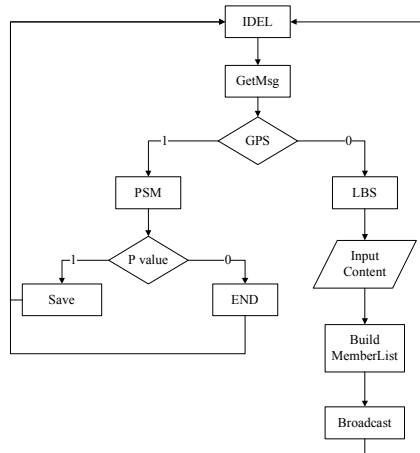 IDEL
GetMsg
GPS
1
0
PSM
LBS
P value
1
0
Input
Content
Save
END
Build
MemberList
Broadcast